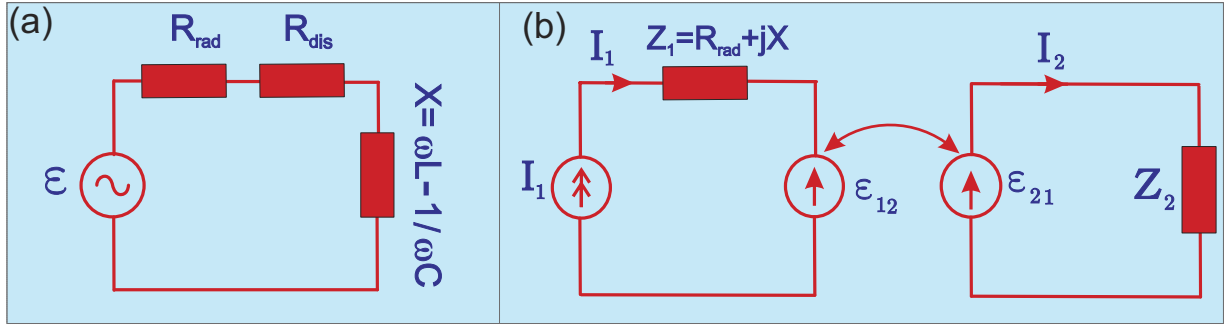 (a)
R_rad
R_dis
ε
X= ωL-1/ωC
(b)
I_1
Z_1=R_rad+jX
I_1
ε_12
I_2
ε_21
Z_2